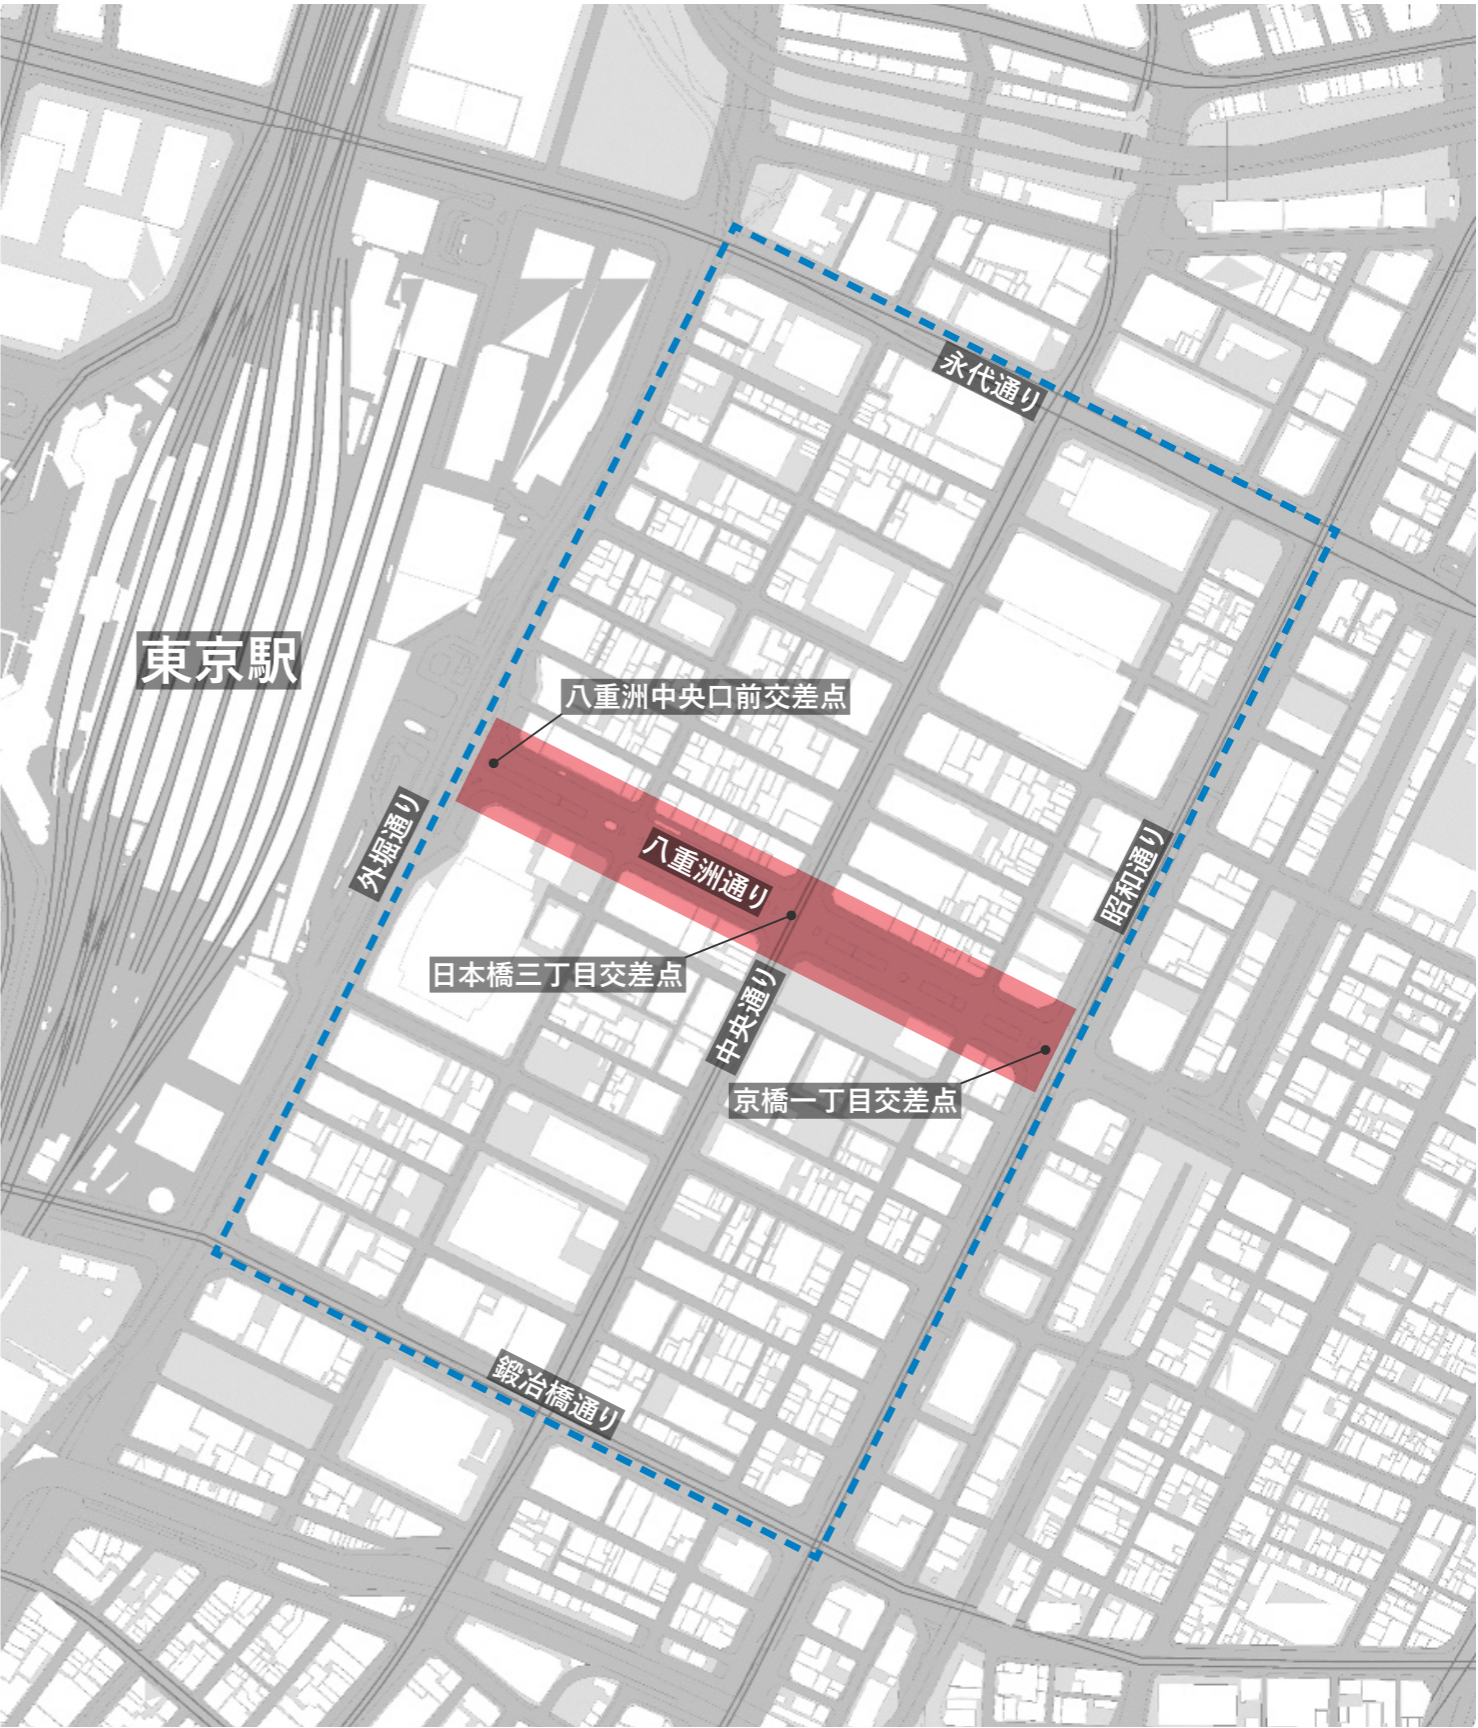 永代通り
東京駅
八重洲中央口前交差点
外堀通り
八重洲通り
昭和通り
日本橋三丁目交差点
中央通り
京橋一丁目交差点
鍛冶橋通り